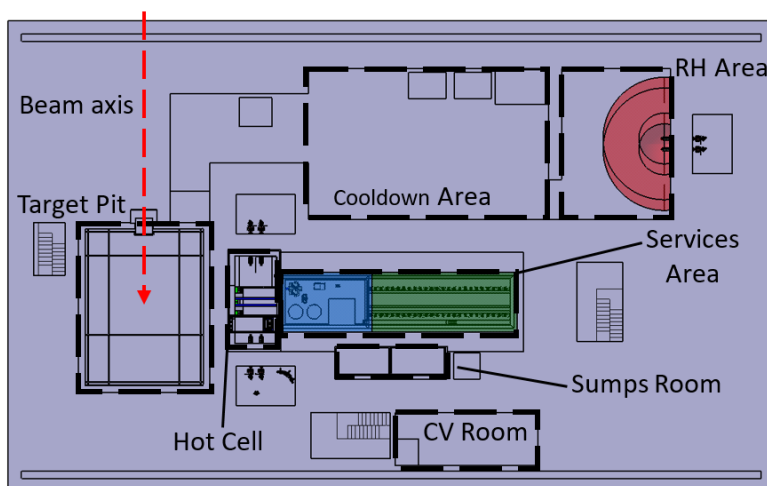 RH Area
Beam axis
Cooldown Area
Target Pit
Services
Area
Sumps Room
CV Room
Hot Cell